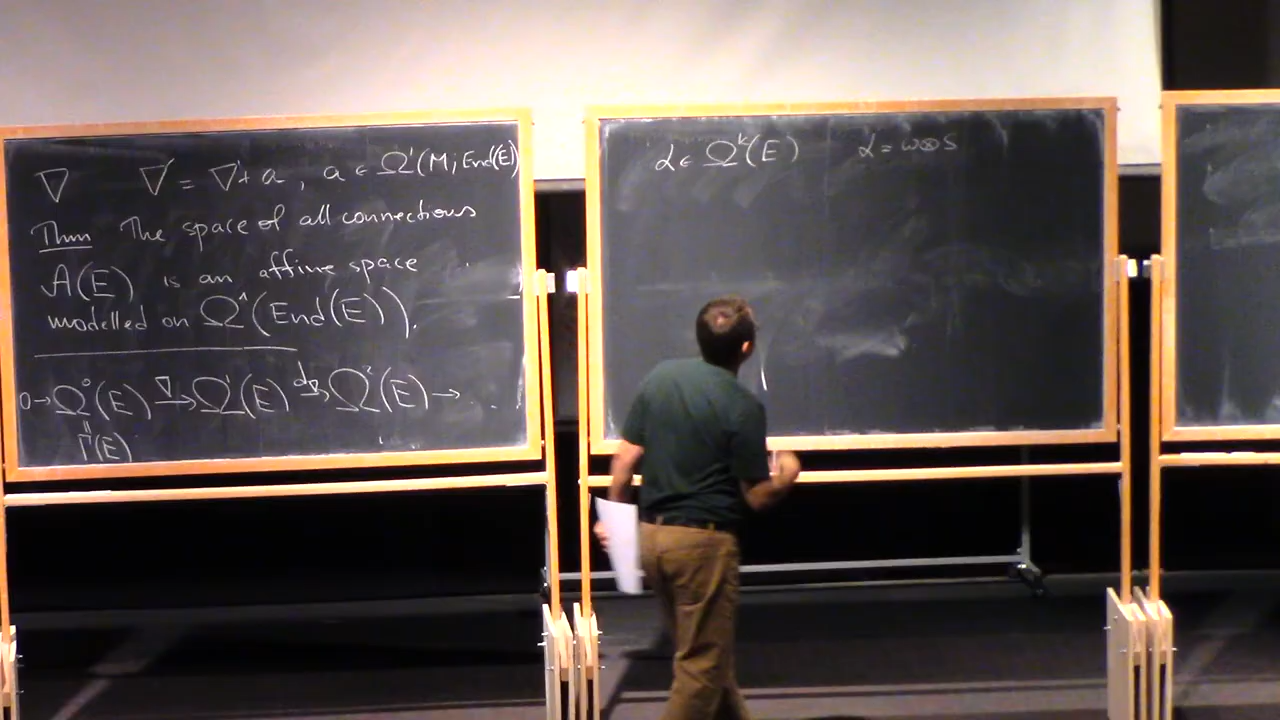 ∇ ∇' = ∇ + a, a ∈ Ω¹(M; End(E))
Thm The space of all connections
A(E) is an affine space
modelled on Ω¹(End(E)).
0 → Ω⁰(E) →^∇ Ω¹(E) →^{d_∇} Ω²(E) → ...
=
Γ(E)
α ∈ Ωᵏ(E) α = ω⊗s